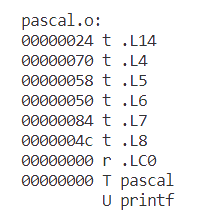 pascal.o:
00000024 t .L14
00000070 t .L4
00000058 t .L5
00000050 t .L6
00000084 t .L7
0000004c t .L8
00000000 r .LC0
00000000 T pascal
         U printf